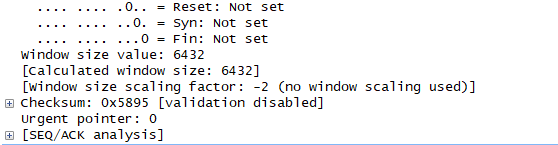 .... .... .0.. = Reset: Not set
.... .... ..0. = Syn: Not set
.... .... ...0 = Fin: Not set
Window size value: 6432
[Calculated window size: 6432]
[Window size scaling factor: -2 (no window scaling used)]
Checksum: 0x5895 [validation disabled]
Urgent pointer: 0
[SEQ/ACK analysis]